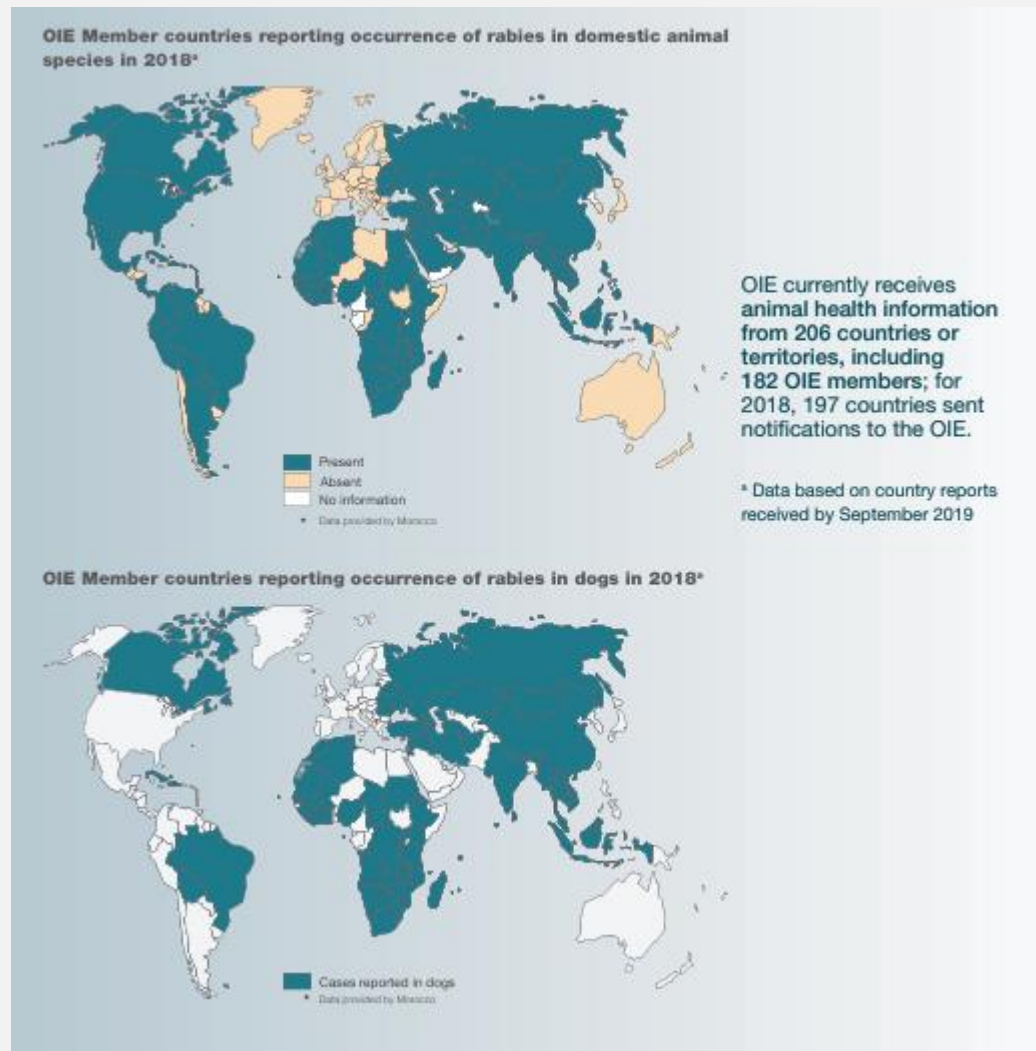 OIE Member countries reporting occurrence of rabies in domestic animal
species in 2018ᵃ
OIE currently receives
animal health information
from 206 countries or
territories, including
182 OIE members; for
2018, 197 countries sent
notifications to the OIE.
Present
Absent
No information
* Data provided by Morocco
ᵃ Data based on country reports
received by September 2019
OIE Member countries reporting occurrence of rabies in dogs in 2018ᵃ
Cases reported in dogs
* Data provided by Morocco